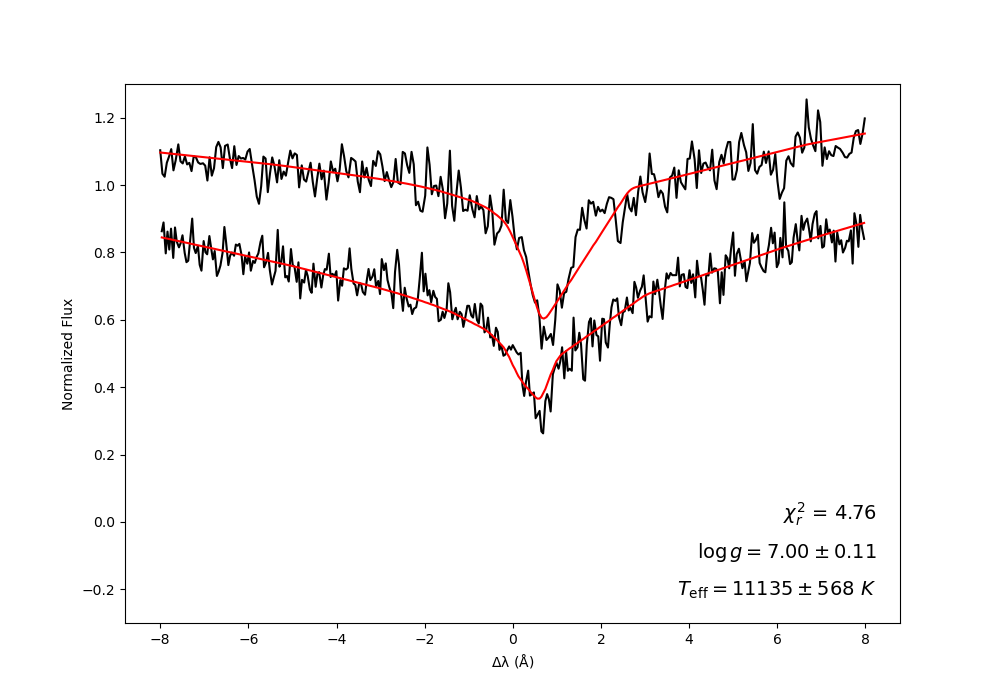 1.2
1.0
0.8
0.6
0.4
0.2
0.0
−0.2
Normalized Flux
χ²ᵣ = 4.76
log g = 7.00 ± 0.11
T_eff = 11135 ± 568 K
−8 −6 −4 −2 0 2 4 6 8
Δλ (Å)